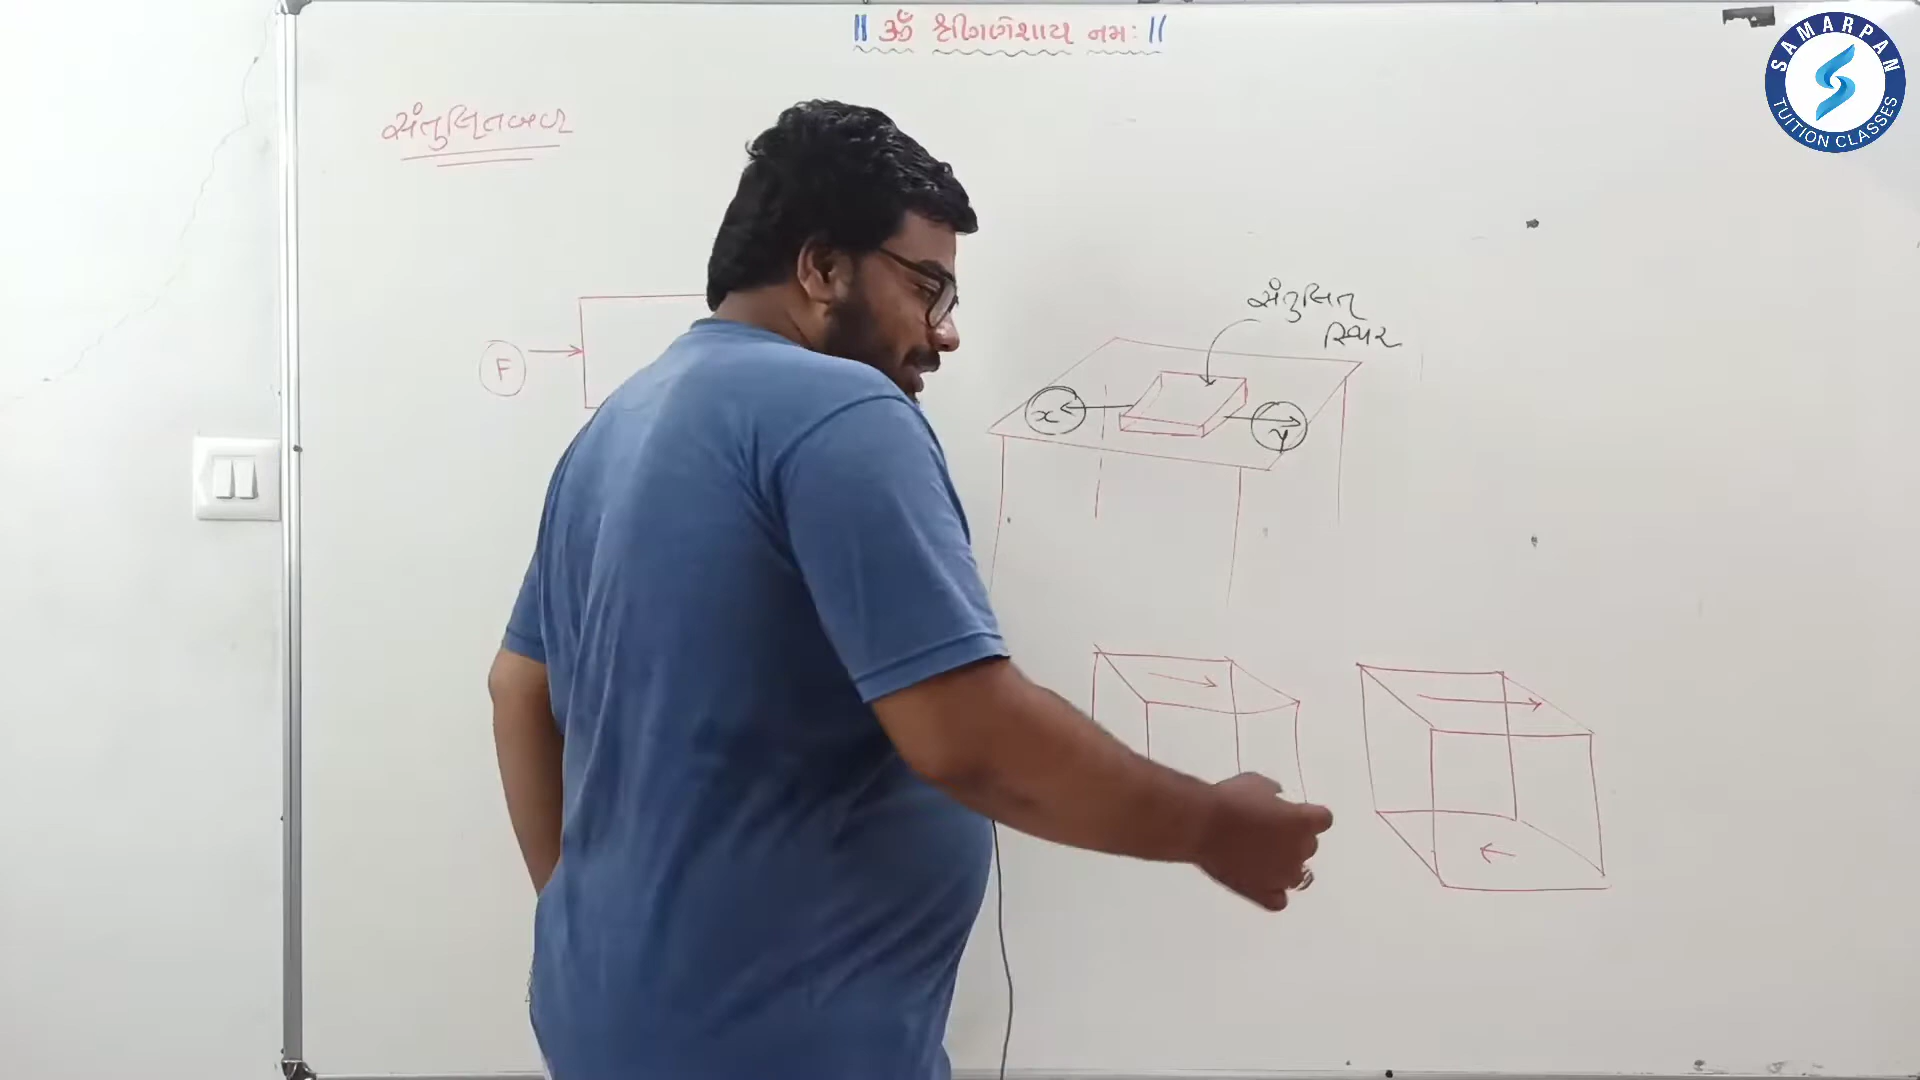 ॥ ૐ શ્રી ગણેશાય નમઃ ॥
સંતુલિતબળ
F
સંતુલિત
સ્થિર
x
y
SAMARPAN
S
TUITION CLASSES